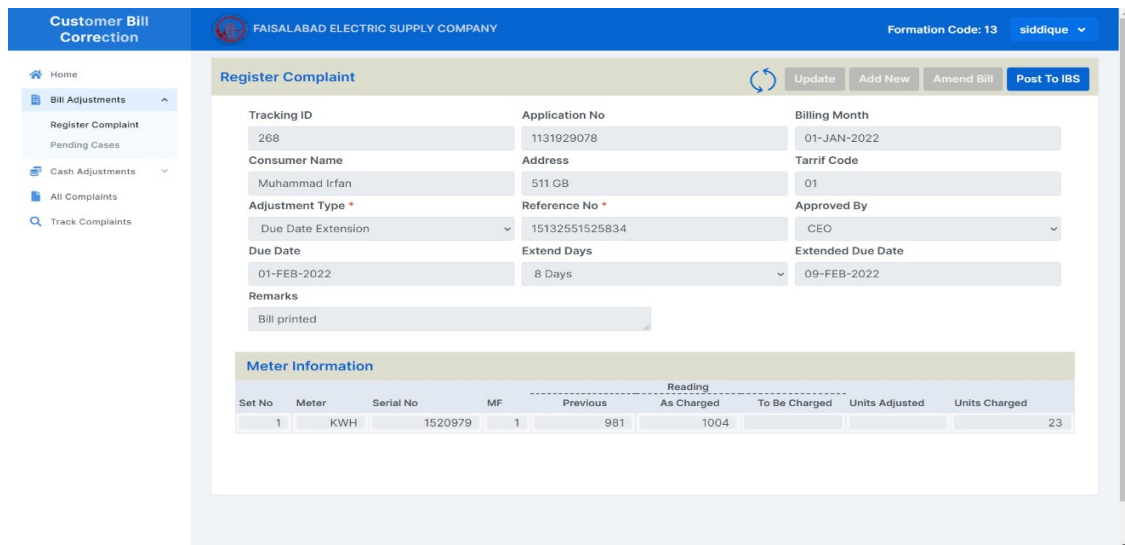 Customer Bill
Correction
FAISALABAD ELECTRIC SUPPLY COMPANY
Formation Code: 13
siddique
Home
Bill Adjustments
Register Complaint
Pending Cases
Cash Adjustments
All Complaints
Track Complaints
Register Complaint
Update Add New Amend Bill Post To IBS
Tracking ID Application No Billing Month
268 1131929078 01-JAN-2022
Consumer Name Address Tarrif Code
Muhammad Irfan 511 GB 01
Adjustment Type * Reference No * Approved By
Due Date Extension 15132551525834 CEO
Due Date Extend Days Extended Due Date
01-FEB-2022 8 Days 09-FEB-2022
Remarks
Bill printed
Meter Information
Reading
Set No Meter Serial No MF Previous As Charged To Be Charged Units Adjusted Units Charged
1 KWH 1520979 1 981 1004 23